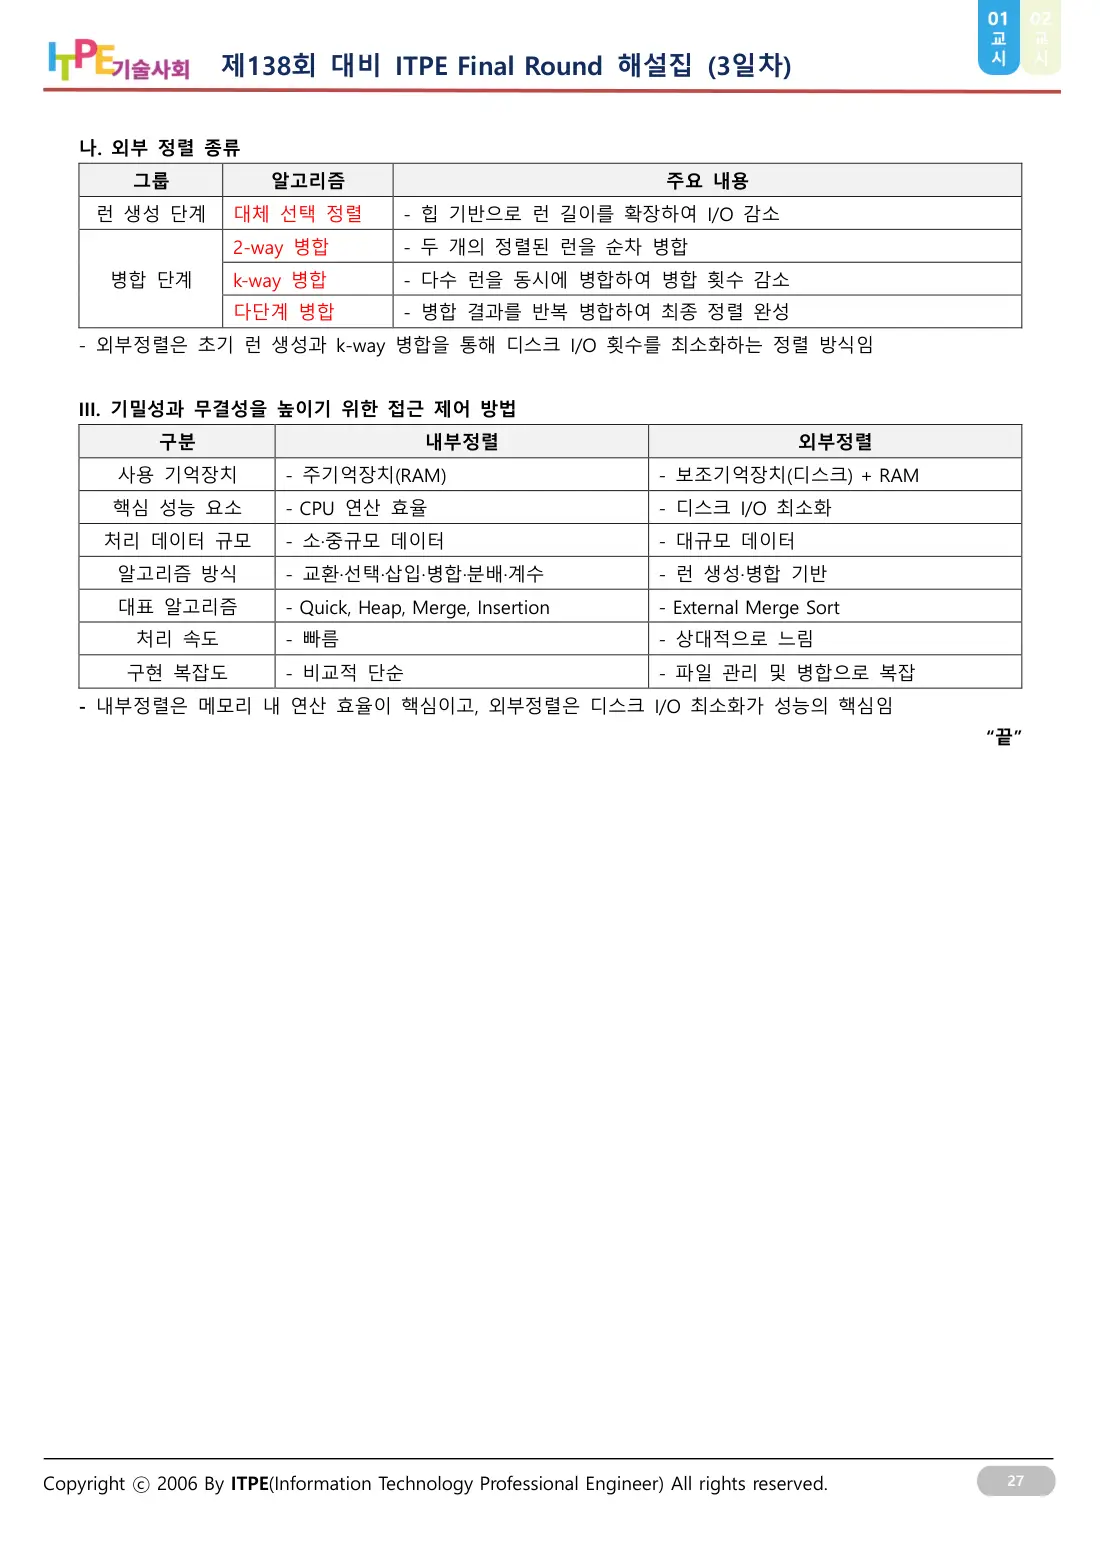 01
교
시
02
교
시
ITPE기술사회 제138회 대비 ITPE Final Round 해설집 (3일차)
나. 외부 정렬 종류
그룹 알고리즘 주요 내용
런 생성 단계 대체 선택 정렬 - 힙 기반으로 런 길이를 확장하여 I/O 감소
병합 단계 2-way 병합 - 두 개의 정렬된 런을 순차 병합
k-way 병합 - 다수 런을 동시에 병합하여 병합 횟수 감소
다단계 병합 - 병합 결과를 반복 병합하여 최종 정렬 완성
- 외부정렬은 초기 런 생성과 k-way 병합을 통해 디스크 I/O 횟수를 최소화하는 정렬 방식임
III. 기밀성과 무결성을 높이기 위한 접근 제어 방법
구분 내부정렬 외부정렬
사용 기억장치 - 주기억장치(RAM) - 보조기억장치(디스크) + RAM
핵심 성능 요소 - CPU 연산 효율 - 디스크 I/O 최소화
처리 데이터 규모 - 소·중규모 데이터 - 대규모 데이터
알고리즘 방식 - 교환·선택·삽입·병합·분배·계수 - 런 생성·병합 기반
대표 알고리즘 - Quick, Heap, Merge, Insertion - External Merge Sort
처리 속도 - 빠름 - 상대적으로 느림
구현 복잡도 - 비교적 단순 - 파일 관리 및 병합으로 복잡
- 내부정렬은 메모리 내 연산 효율이 핵심이고, 외부정렬은 디스크 I/O 최소화가 성능의 핵심임
“끝”
Copyright ⓒ 2006 By ITPE(Information Technology Professional Engineer) All rights reserved. 27